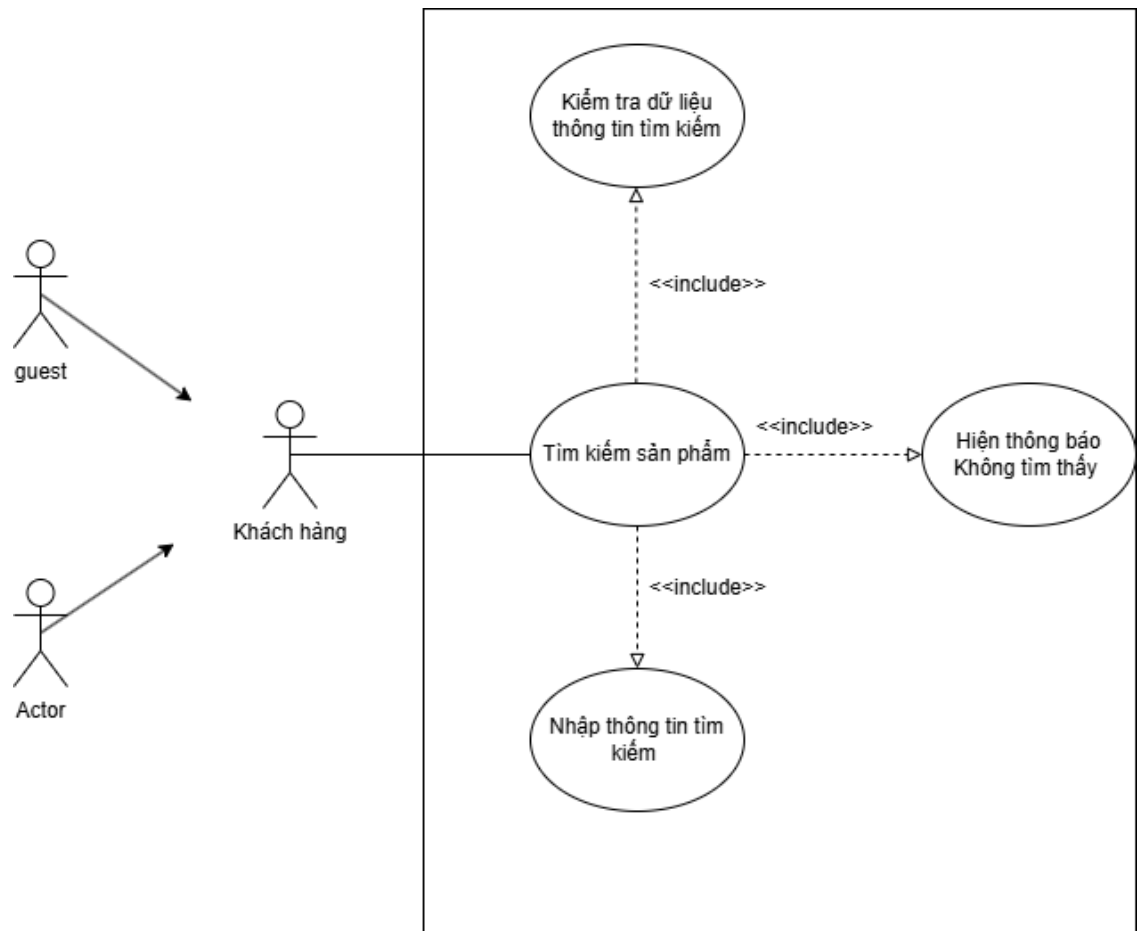 Kiểm tra dữ liệu
thông tin tìm kiếm
<<include>>
guest
Khách hàng
Tìm kiếm sản phẩm
<<include>>
Hiện thông báo
Không tìm thấy
<<include>>
Actor
Nhập thông tin tìm
kiếm